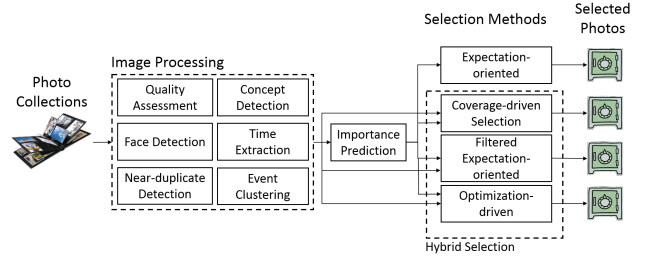 Selection Methods
Selected
Photos
Photo
Collections
Image Processing
Quality
Assessment
Concept
Detection
Face Detection
Time
Extraction
Near-duplicate
Detection
Event
Clustering
Importance
Prediction
Expectation-
oriented
Coverage-driven
Selection
Filtered
Expectation-
oriented
Optimization-
driven
Hybrid Selection